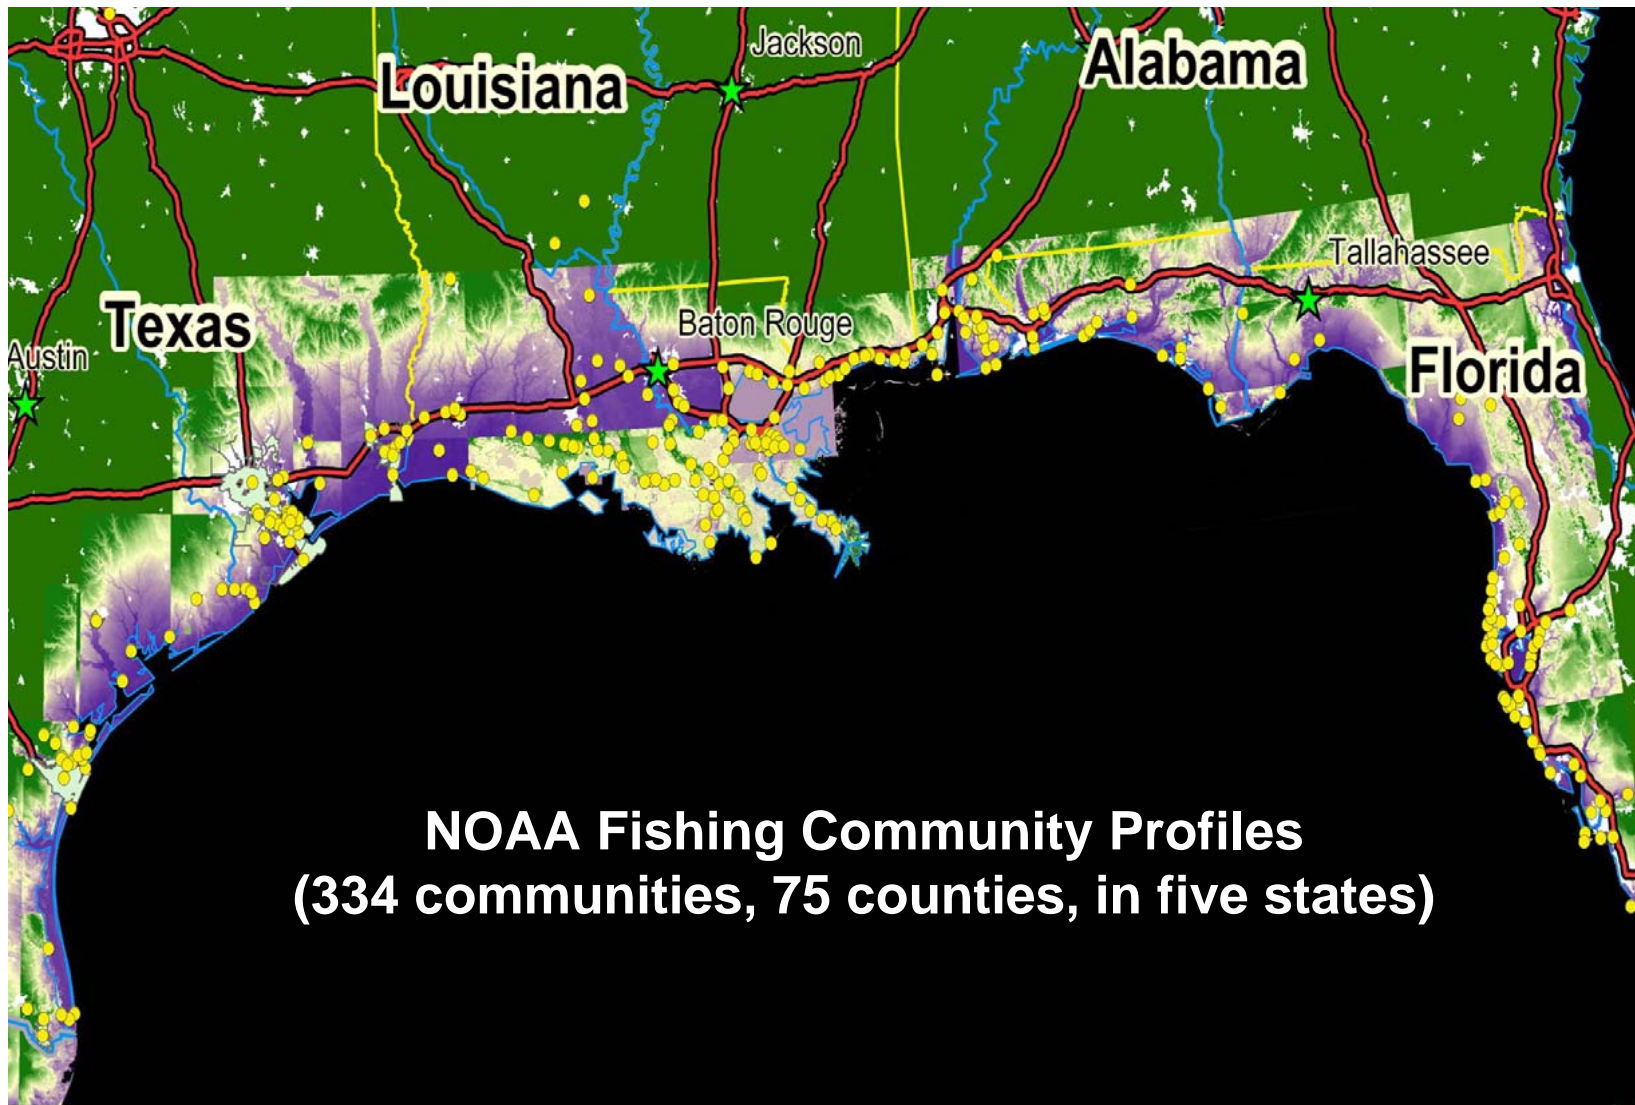 Jackson
Louisiana
Alabama
Tallahassee
Texas
Baton Rouge
Austin
Florida
NOAA Fishing Community Profiles
(334 communities, 75 counties, in five states)